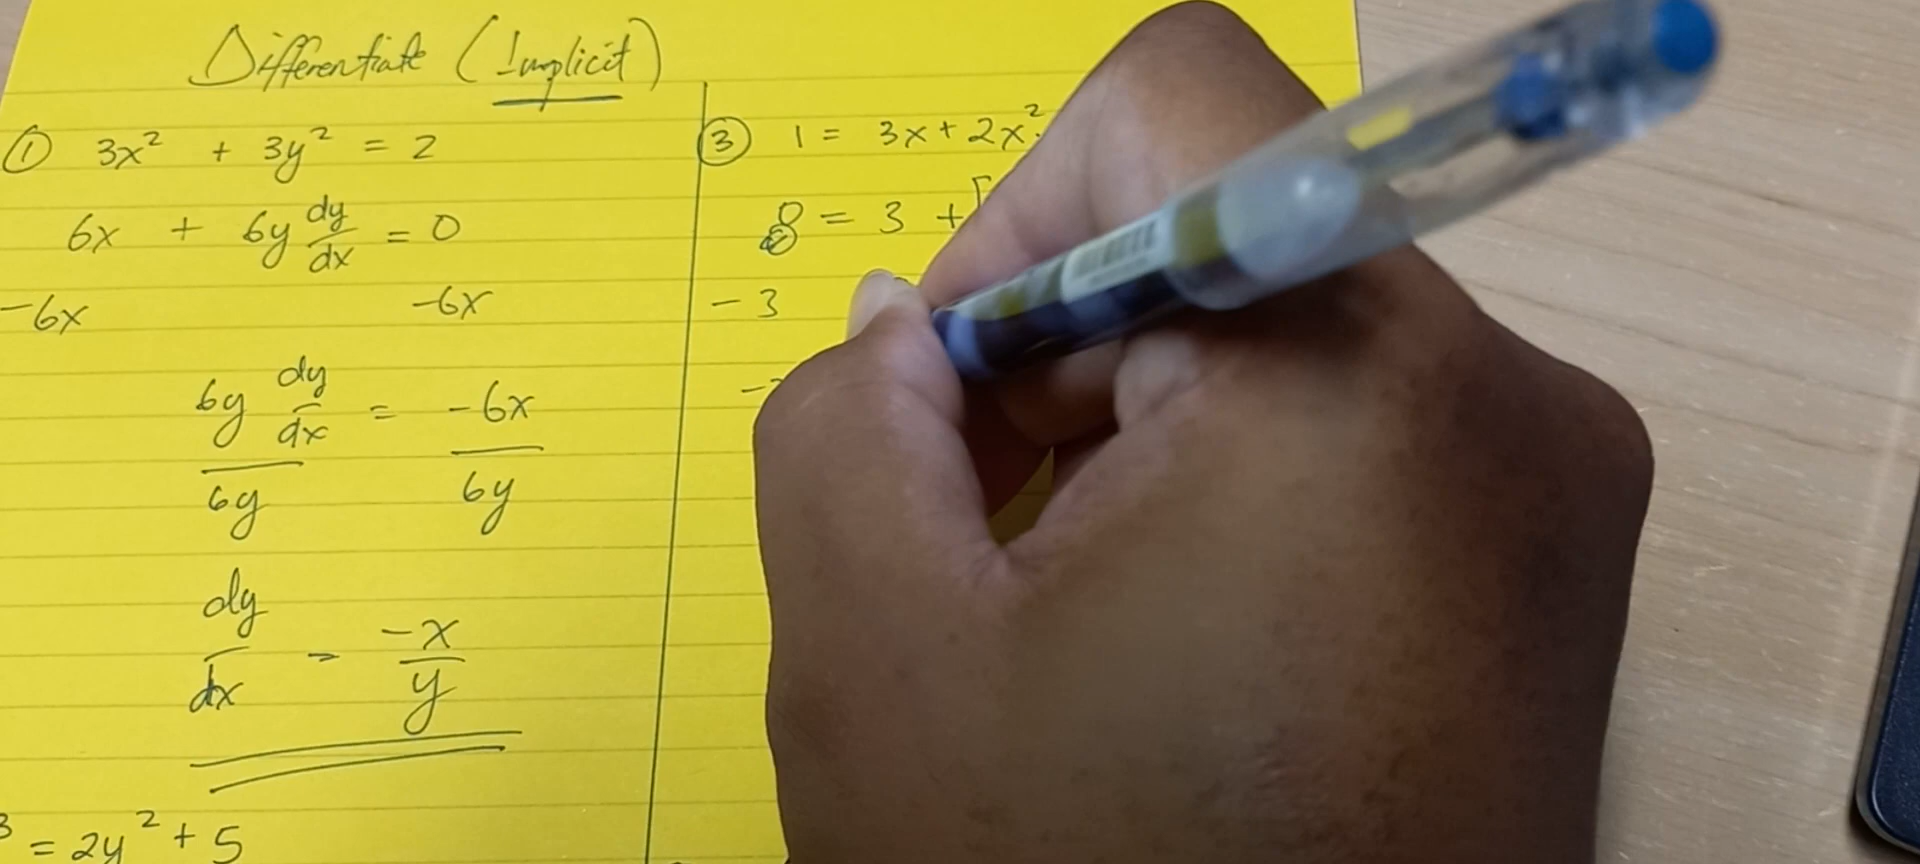 Differentiate (Implicit)
① 3x² + 3y² = 2
6x + 6y dy/dx = 0
-6x -6x
6y dy/dx = -6x
6y 6y
dy/dx = -x/y
3 = 2y² + 5
③ 1 = 3x + 2x²
= 3 + [
- 3